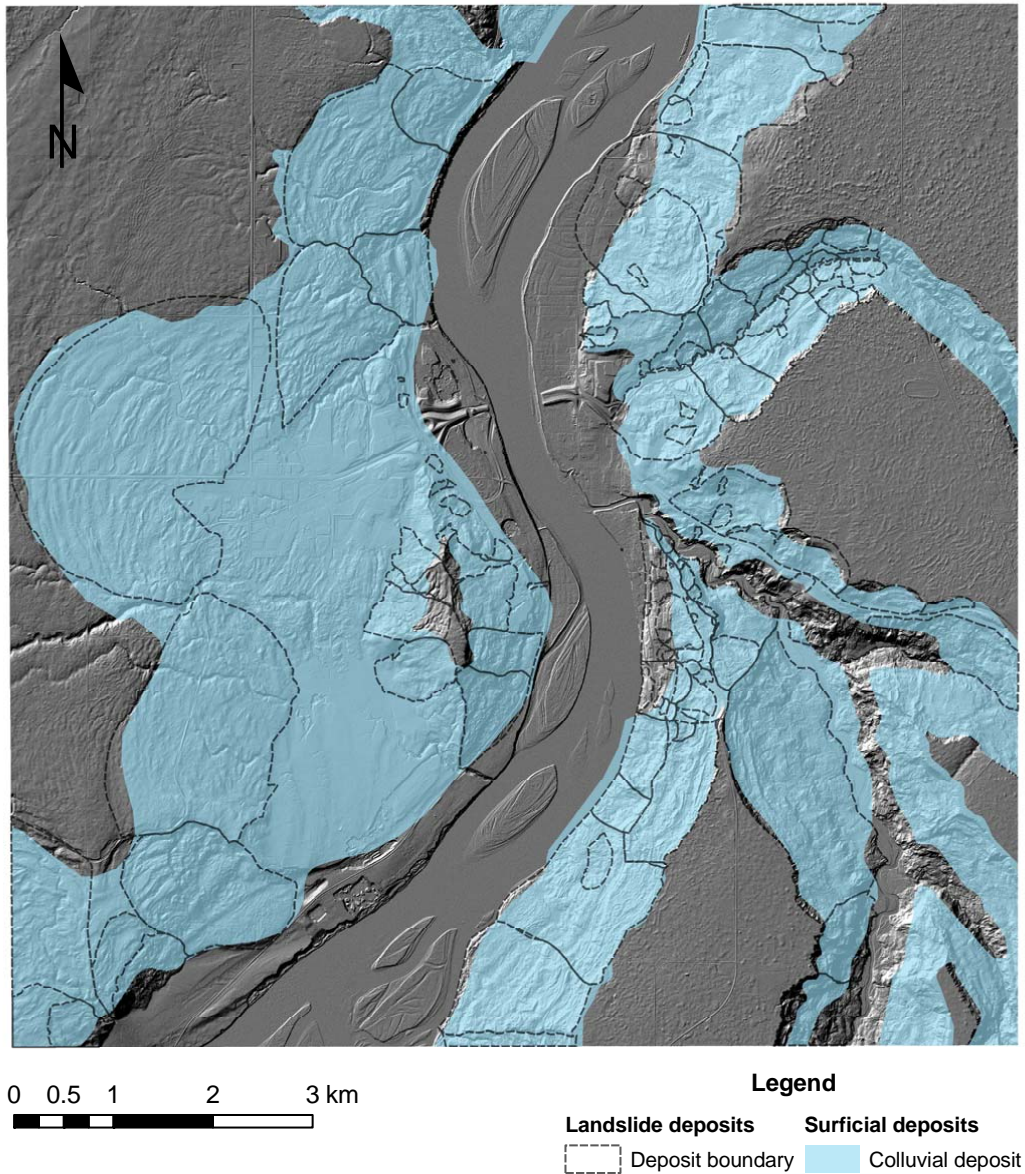 N
0 0.5 1 2 3 km
Legend
Landslide deposits Surficial deposits
Deposit boundary Colluvial deposit